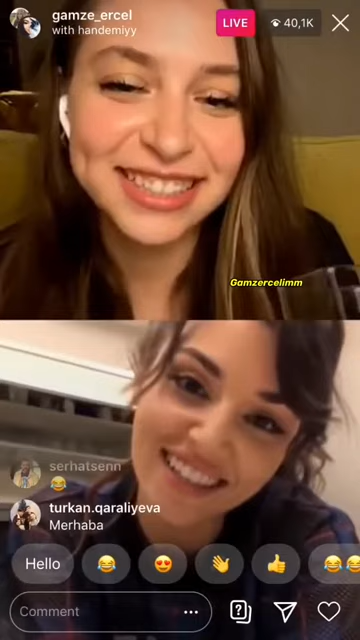 gamze_ercel
with handemiyy
LIVE
40,1K
Gamzercelimm
serhatsenn
😂
turkan.qaraliyeva
Merhaba
Hello 😂 😍 👋 👍 😂😂
Comment